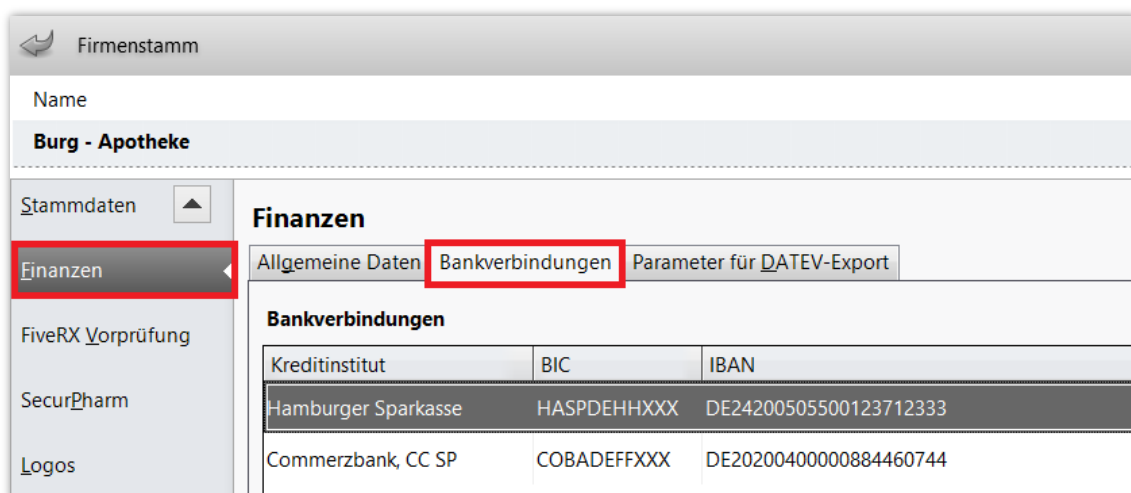 Firmenstamm
Name
Burg - Apotheke
Stammdaten
Finanzen
FiveRX Vorprüfung
SecurPharm
Logos
Finanzen
Allgemeine Daten Bankverbindungen Parameter für DATEV-Export
Bankverbindungen
Kreditinstitut BIC IBAN
Hamburger Sparkasse HASPDEHHXXX DE24200505500123712333
Commerzbank, CC SP COBADEFFXXX DE20200400000884460744